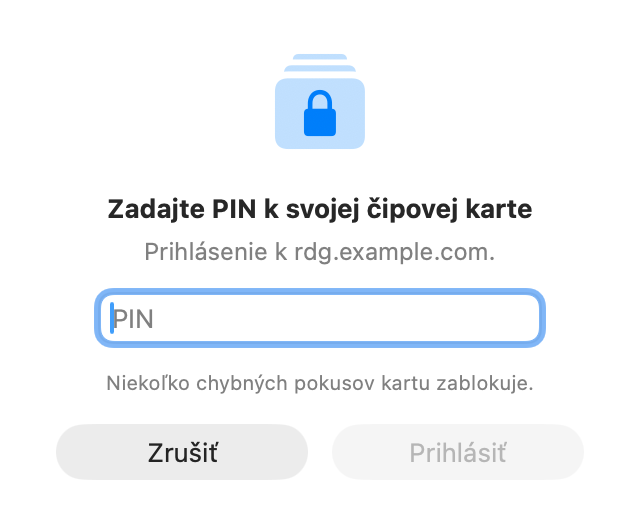 Zadajte PIN k svojej čipovej karte
Prihlásenie k rdg.example.com.
PIN
Niekoľko chybných pokusov kartu zablokuje.
Zrušiť
Prihlásiť